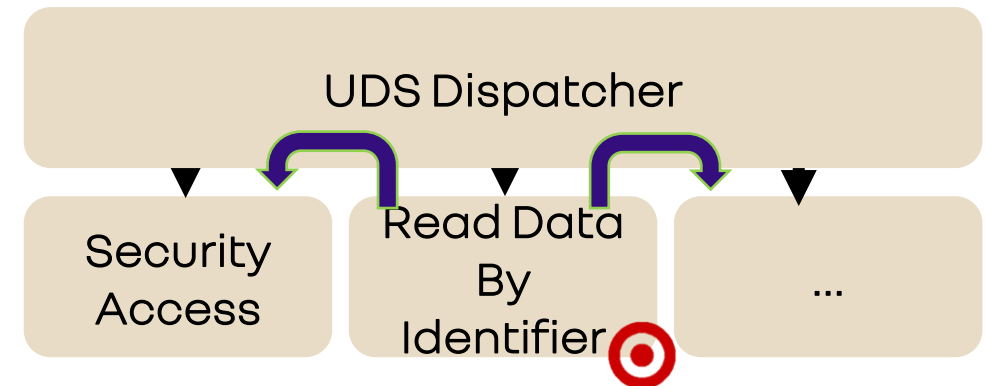 UDS Dispatcher
Security
Access
Read Data
By
Identifier
...